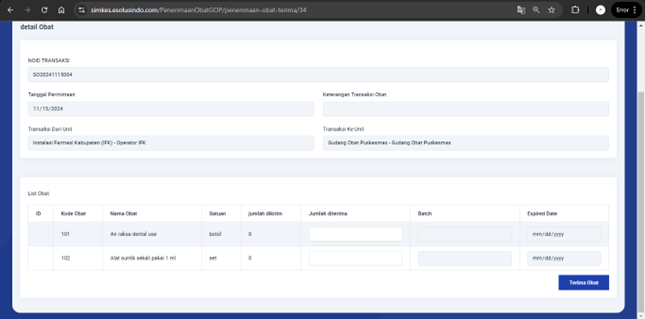 simkes.esolusindo.com/PenerimaanObatGOP/penerimaan-obat-terima/34
Error
detail Obat
NOID TRANSAKSI
SO20241115004
Tanggal Permintaan
Keterangan Transaksi Obat
11/15/2024
Transaksi Dari Unit
Transaksi Ke Unit
Instalasi Farmasi Kabupaten (IFK) - Operator IFK
Gudang Obat Puskesmas - Gudang Obat Puskesmas
List Obat
ID Kode Obat Nama Obat Satuan jumlah dikirim Jumlah diterima Batch Expired Date
101 Air raksa dental use botol 0 mm/dd/yyyy
102 Alat suntik sekali pakai 1 ml set 0 mm/dd/yyyy
Terima Obat